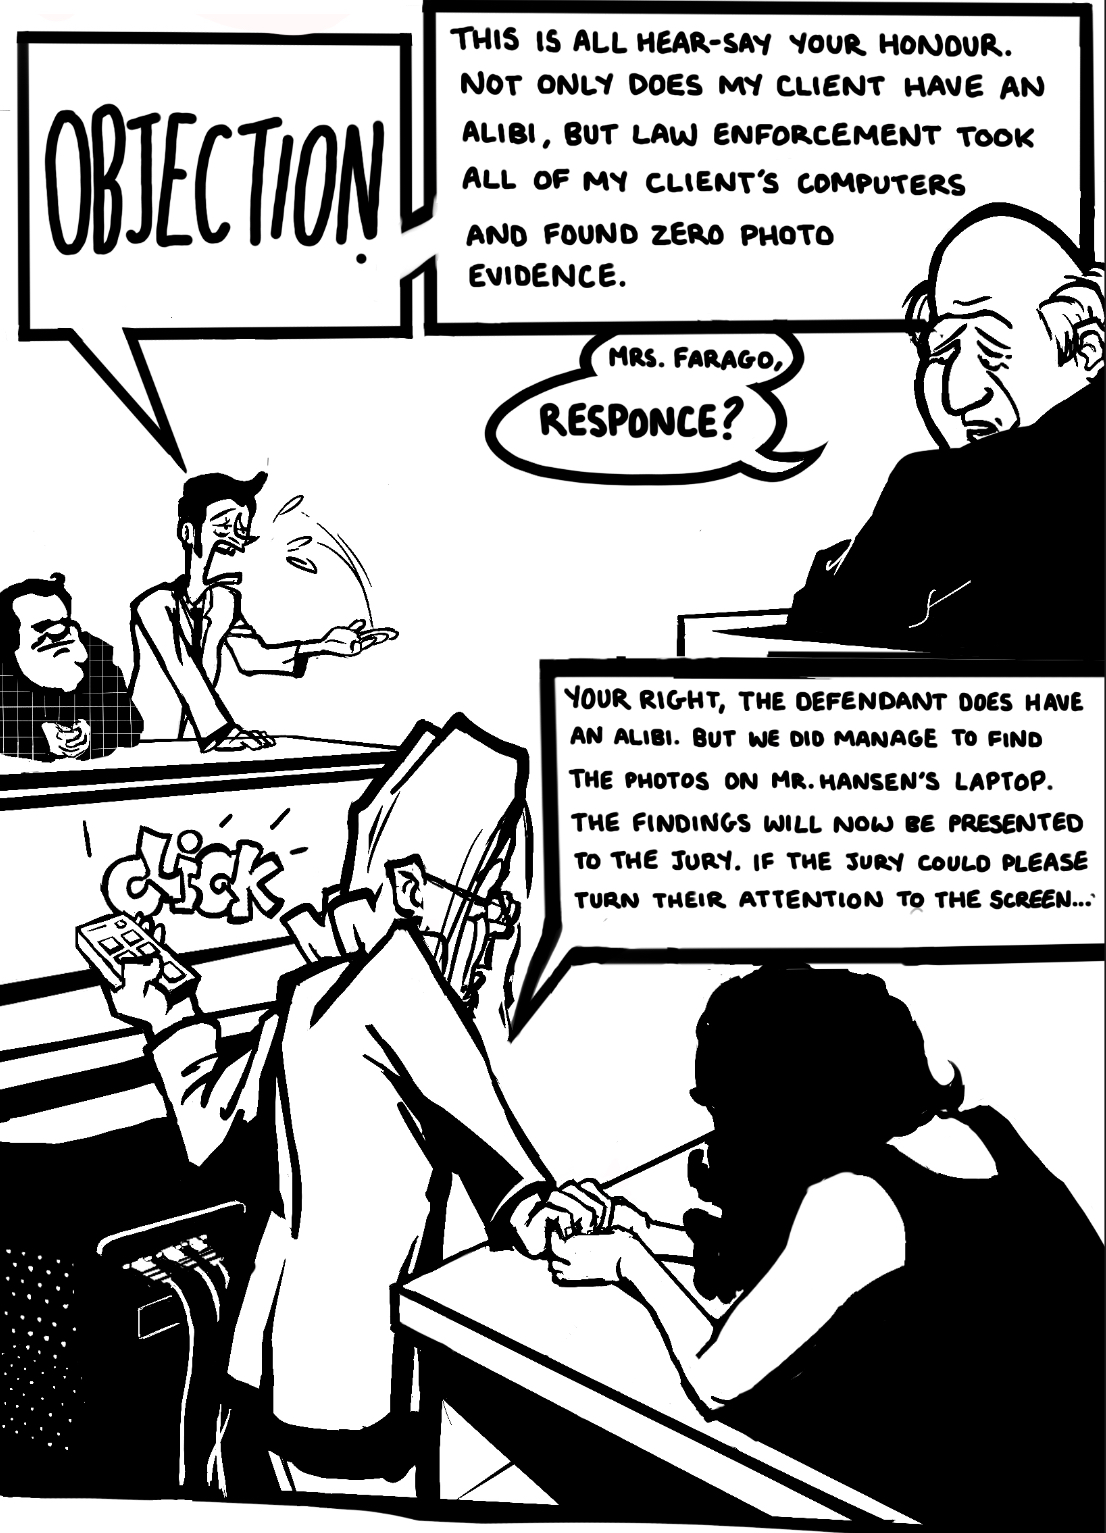 OBJECTION.
THIS IS ALL HEAR-SAY YOUR HONOUR.
NOT ONLY DOES MY CLIENT HAVE AN
ALIBI, BUT LAW ENFORCEMENT TOOK
ALL OF MY CLIENT'S COMPUTERS
AND FOUND ZERO PHOTO
EVIDENCE.
MRS. FARAGO,
RESPONCE?
YOUR RIGHT, THE DEFENDANT DOES HAVE
AN ALIBI. BUT WE DID MANAGE TO FIND
THE PHOTOS ON MR. HANSEN'S LAPTOP.
THE FINDINGS WILL NOW BE PRESENTED
TO THE JURY. IF THE JURY COULD PLEASE
TURN THEIR ATTENTION TO THE SCREEN...
click